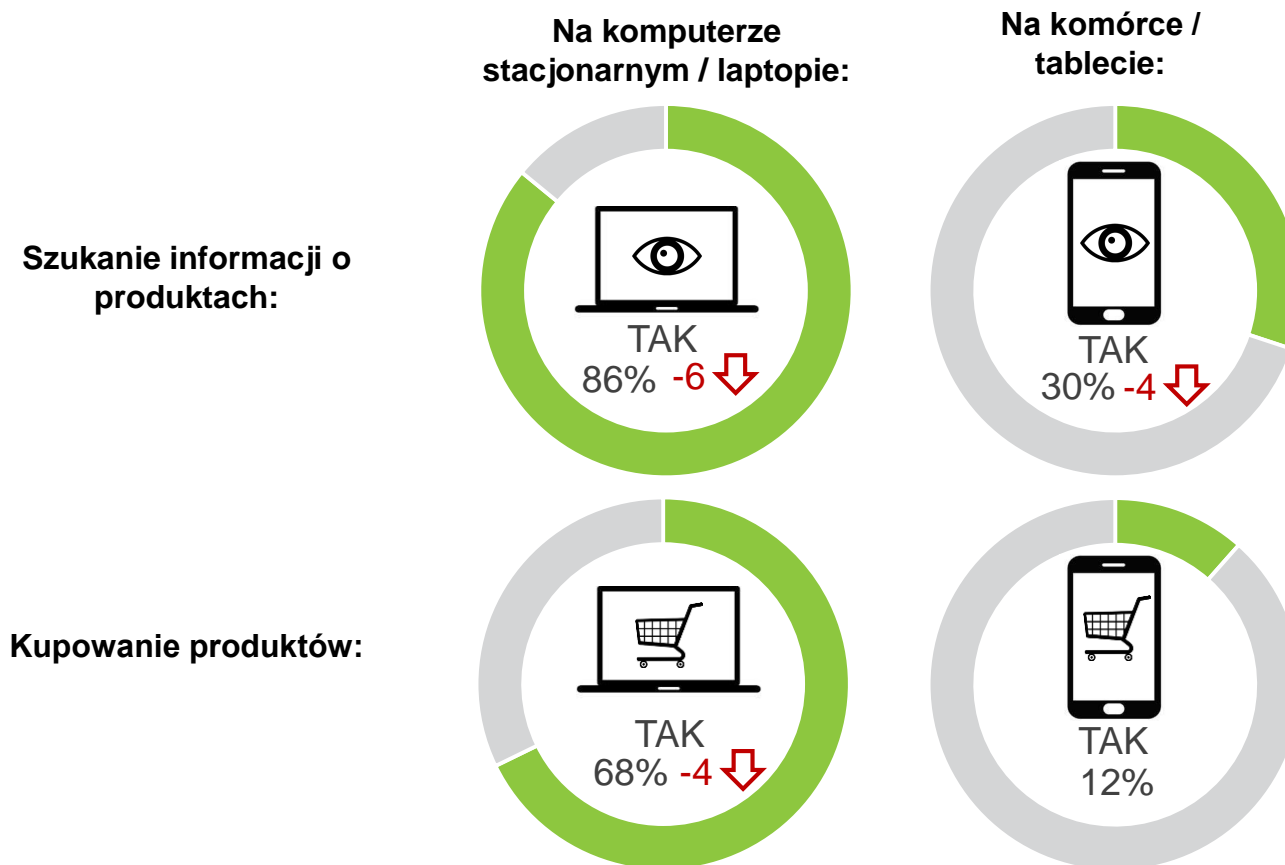 Na komputerze
stacjonarnym / laptopie:
Na komórce /
tablecie:
Szukanie informacji o
produktach:
TAK
86% -6
TAK
30% -4
Kupowanie produktów:
TAK
68% -4
TAK
12%